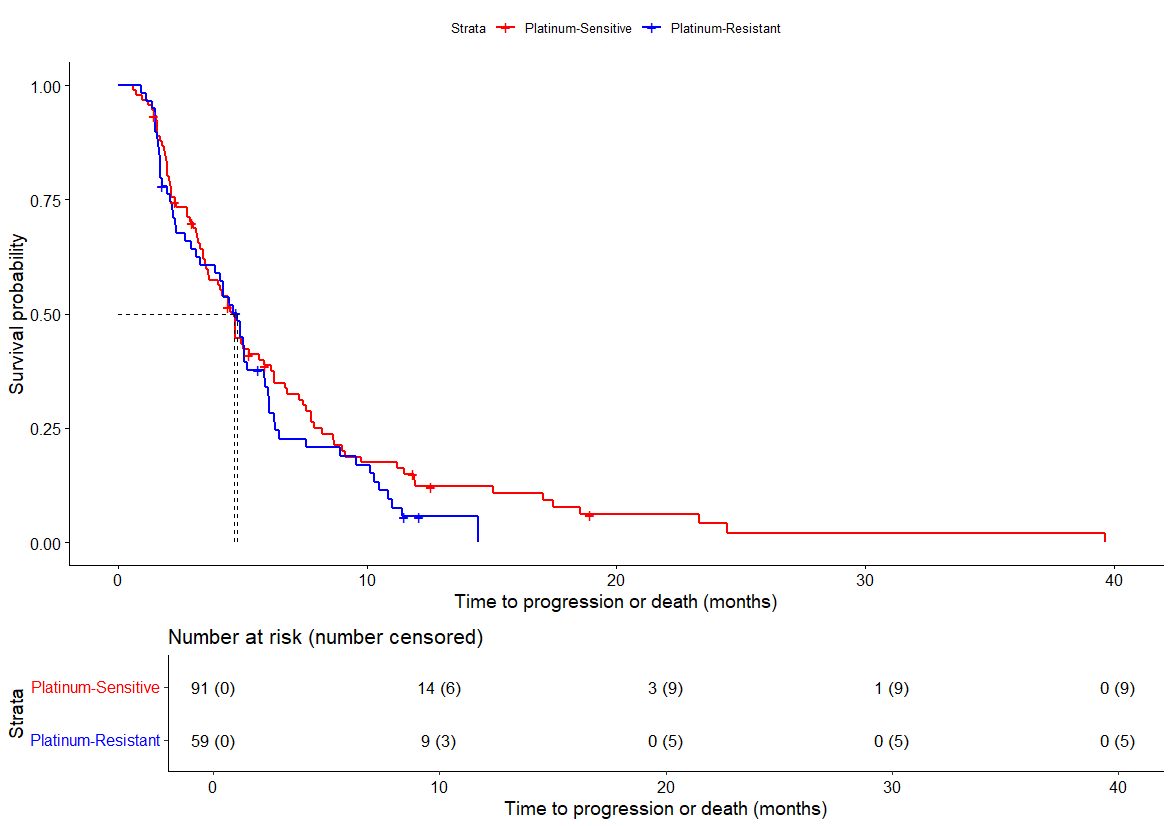 Strata Platinum-Sensitive Platinum-Resistant
Survival probability
1.00
0.75
0.50
0.25
0.00
0 10 20 30 40
Time to progression or death (months)
Number at risk (number censored)
Strata
Platinum-Sensitive 91 (0) 14 (6) 3 (9) 1 (9) 0 (9)
Platinum-Resistant 59 (0) 9 (3) 0 (5) 0 (5) 0 (5)
0 10 20 30 40
Time to progression or death (months)